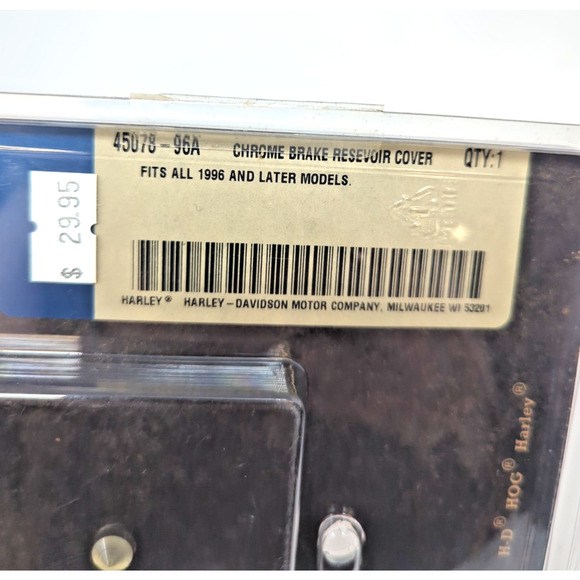 45078-96A CHROME BRAKE RESEVOIR COVER QTY:1
FITS ALL 1996 AND LATER MODELS.
$ 29.95
HARLEY® HARLEY-DAVIDSON MOTOR COMPANY, MILWAUKEE WI 53201
H-D® HOG® Harley®